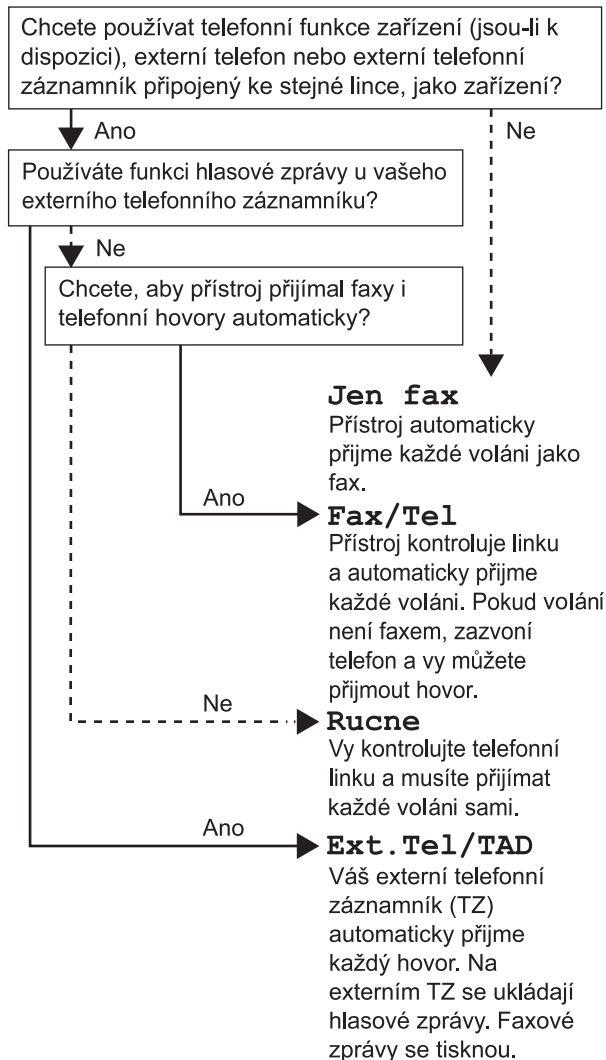 Chcete používat telefonní funkce zařízení (jsou-li k
dispozici), externí telefon nebo externí telefonní
záznamník připojený ke stejné lince, jako zařízení?
Ano
Ne
Používáte funkci hlasové zprávy u vašeho
externího telefonního záznamníku?
Ne
Chcete, aby přístroj přijímal faxy i
telefonní hovory automaticky?
Jen fax
Přístroj automaticky
přijme každé voláni jako
fax.
Ano
Fax/Tel
Přístroj kontroluje linku
a automaticky přijme
každé voláni. Pokud volání
není faxem, zazvoní
telefon a vy můžete
přijmout hovor.
Ne
Rucne
Vy kontrolujte telefonní
linku a musíte přijímat
každé voláni sami.
Ano
Ext.Tel/TAD
Váš externí telefonní
záznamník (TZ)
automaticky přijme
každý hovor. Na
externím TZ se ukládají
hlasové zprávy. Faxové
zprávy se tisknou.